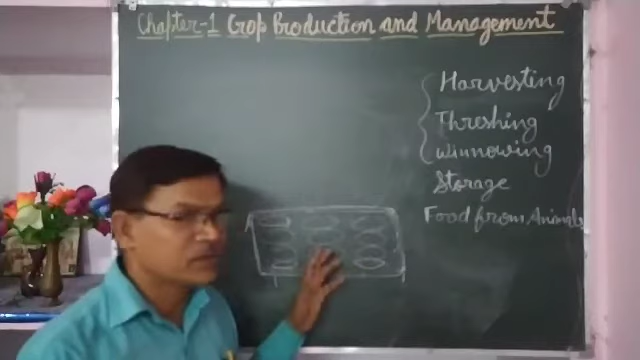 Chapter-1 Crop Production and Management
Harvesting
Threshing
Winnowing
Storage
Food from Animals